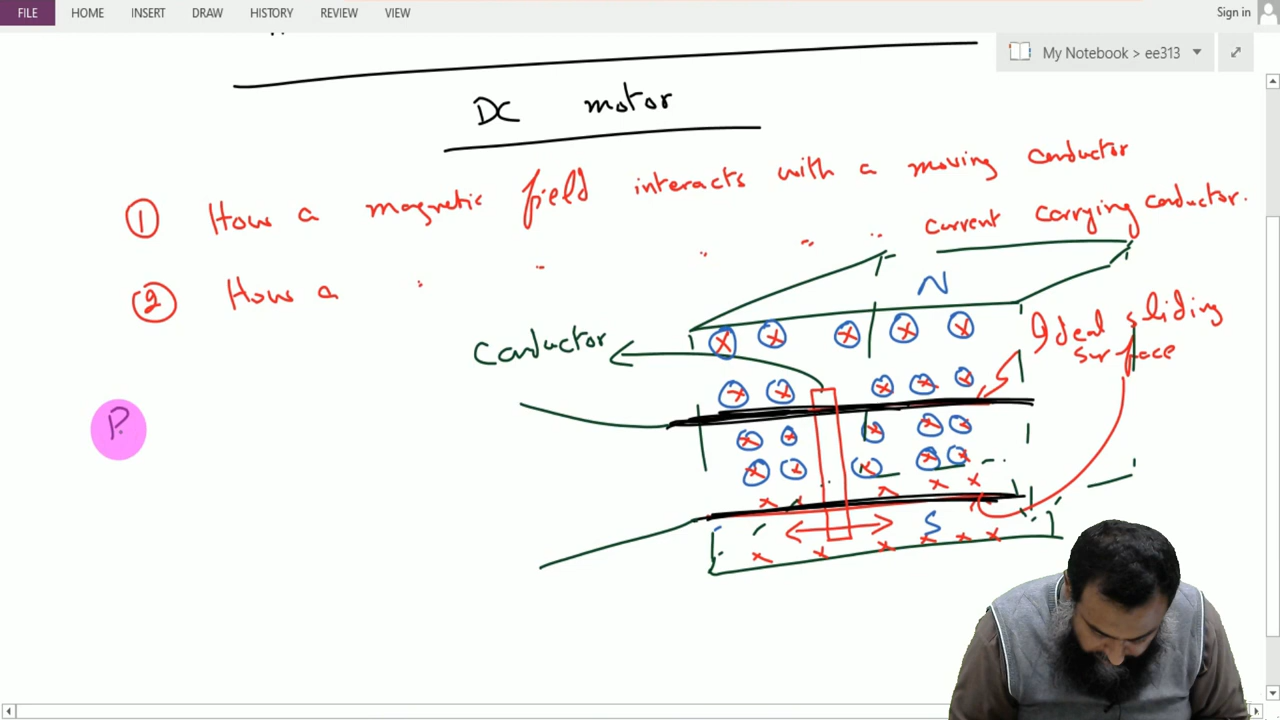 FILE HOME INSERT DRAW HISTORY REVIEW VIEW Sign in
My Notebook > ee313
DC motor
① How a magnetic field interacts with a moving conductor
② How a " " " " " current carrying conductor.
N
Conductor
Ideal sliding
surface
P
S